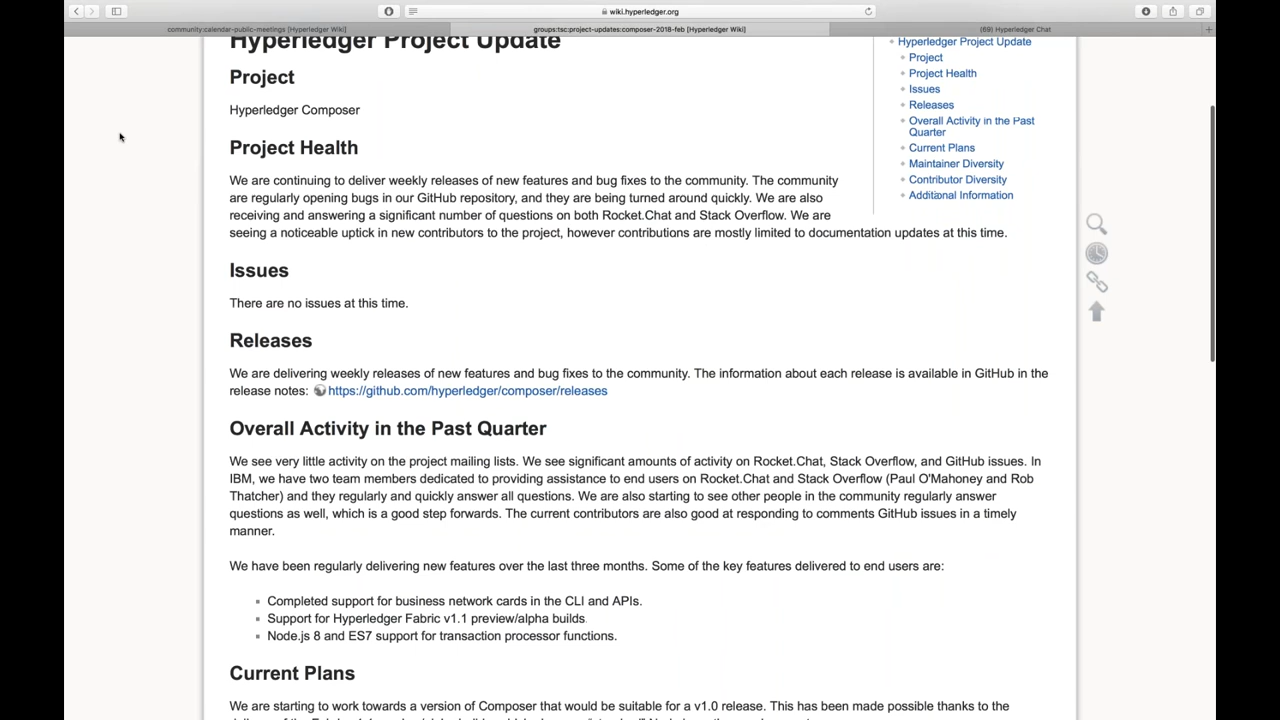 wiki.hyperledger.org
community:calendar-public-meetings [Hyperledger Wiki]
groups:tsc:project-updates:composer-2018-feb [Hyperledger Wiki]
(69) Hyperledger Chat
Hyperledger Project Update
Project
Hyperledger Composer
Project Health
We are continuing to deliver weekly releases of new features and bug fixes to the community. The community
are regularly opening bugs in our GitHub repository, and they are being turned around quickly. We are also
receiving and answering a significant number of questions on both Rocket.Chat and Stack Overflow. We are
seeing a noticeable uptick in new contributors to the project, however contributions are mostly limited to documentation updates at this time.
Issues
There are no issues at this time.
Releases
We are delivering weekly releases of new features and bug fixes to the community. The information about each release is available in GitHub in the
release notes: https://github.com/hyperledger/composer/releases
Overall Activity in the Past Quarter
We see very little activity on the project mailing lists. We see significant amounts of activity on Rocket.Chat, Stack Overflow, and GitHub issues. In
IBM, we have two team members dedicated to providing assistance to end users on Rocket.Chat and Stack Overflow (Paul O'Mahoney and Rob
Thatcher) and they regularly and quickly answer all questions. We are also starting to see other people in the community regularly answer
questions as well, which is a good step forwards. The current contributors are also good at responding to comments GitHub issues in a timely
manner.
We have been regularly delivering new features over the last three months. Some of the key features delivered to end users are:
Completed support for business network cards in the CLI and APIs.
Support for Hyperledger Fabric v1.1 preview/alpha builds.
Node.js 8 and ES7 support for transaction processor functions.
Current Plans
We are starting to work towards a version of Composer that would be suitable for a v1.0 release. This has been made possible thanks to the
Hyperledger Project Update
Project
Project Health
Issues
Releases
Overall Activity in the Past
Quarter
Current Plans
Maintainer Diversity
Contributor Diversity
Additional Information